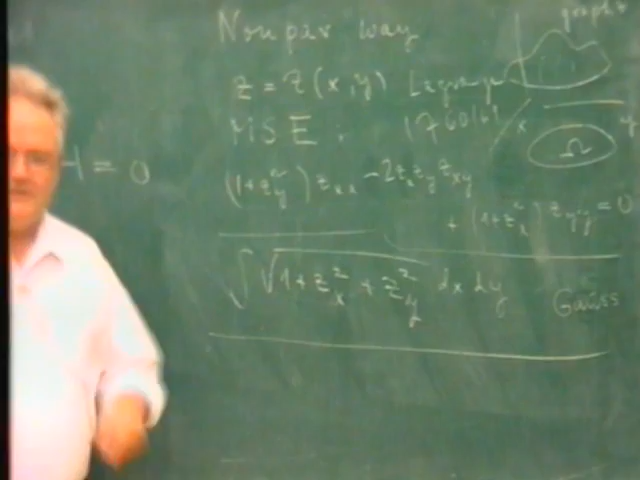 Nonpar way
graph
z = z(x,y) Lagrange
MSE : 1760/61 x y
Ω
H = 0
(1+z_y^2) z_xx - 2z_x z_y z_xy
+ (1+z_x^2) z_yy = 0
∫ √1+z_x^2+z_y^2 dx dy Gauss